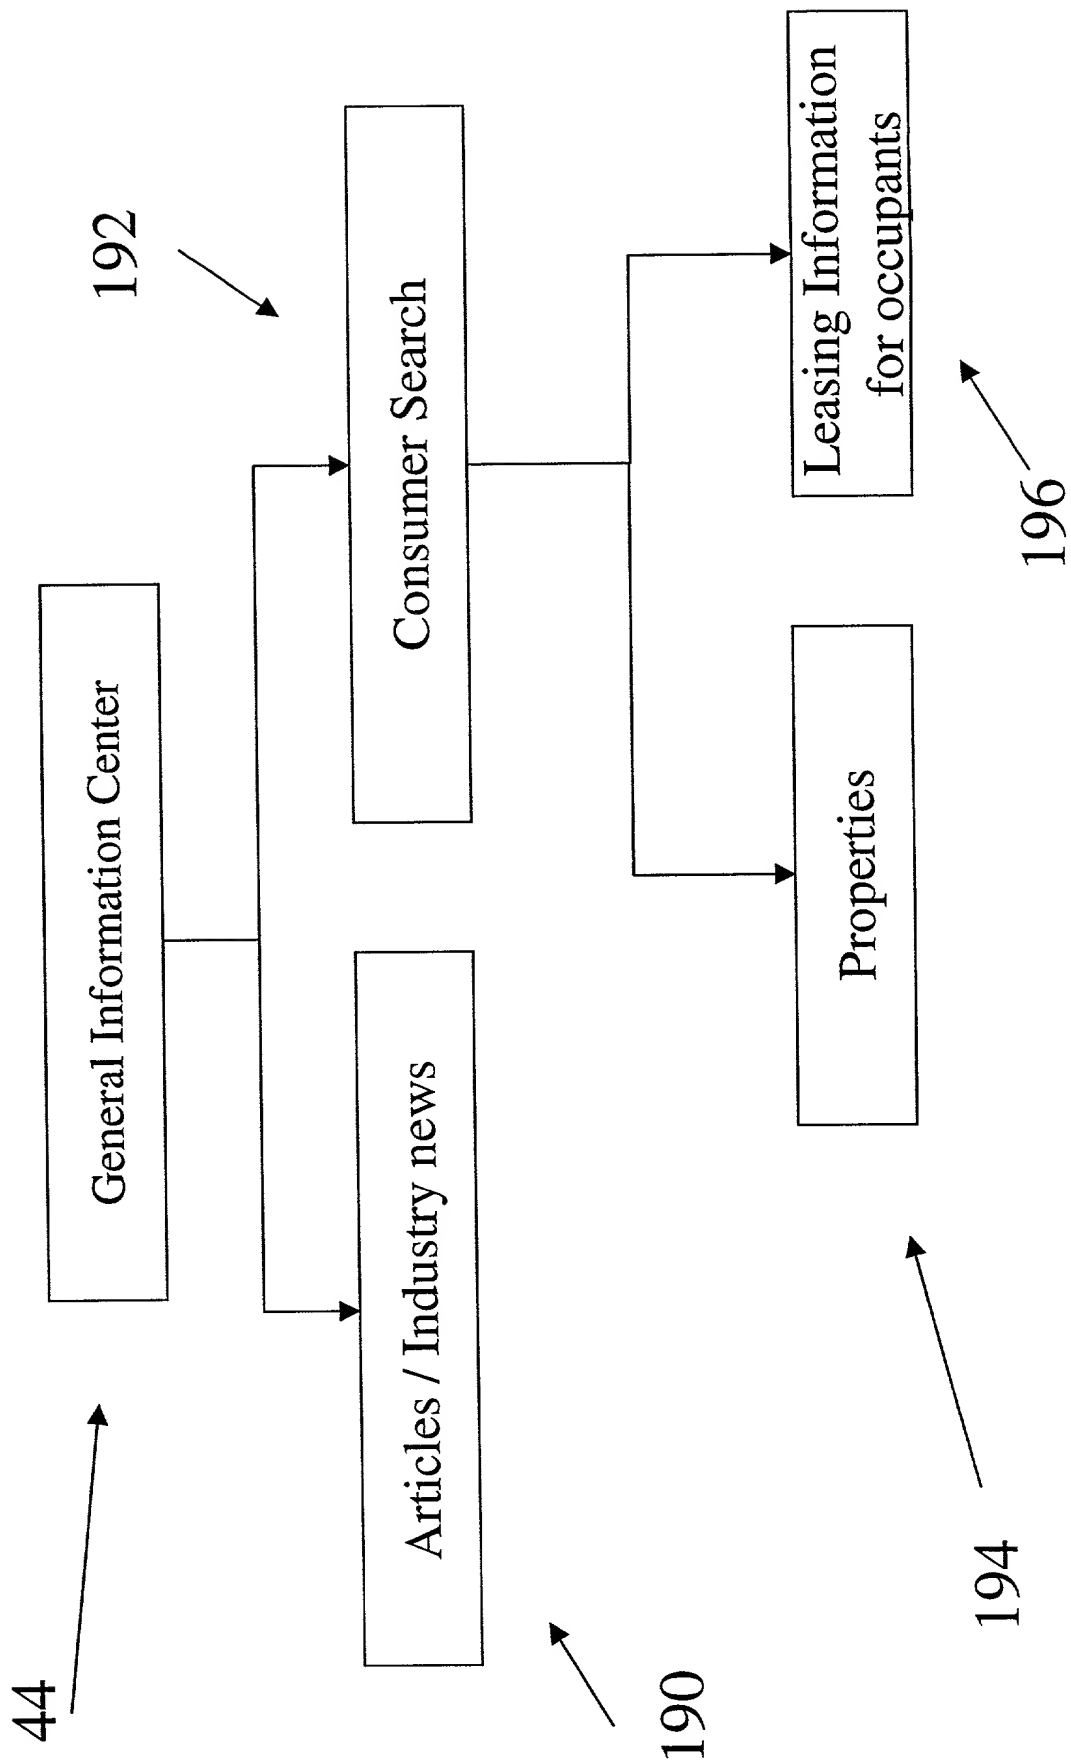 44
General Information Center
192
Articles / Industry news
Consumer Search
190
Properties
Leasing Information
for occupants
194
196